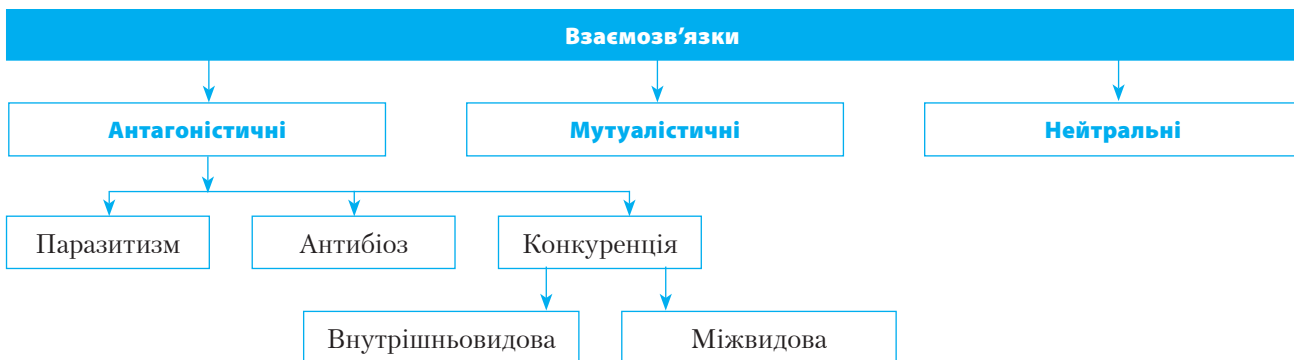 Взаємозв’язки
Антагоністичні
Мутуалістичні
Нейтральні
Паразитизм
Антибіоз
Конкуренція
Внутрішньовидова
Міжвидова